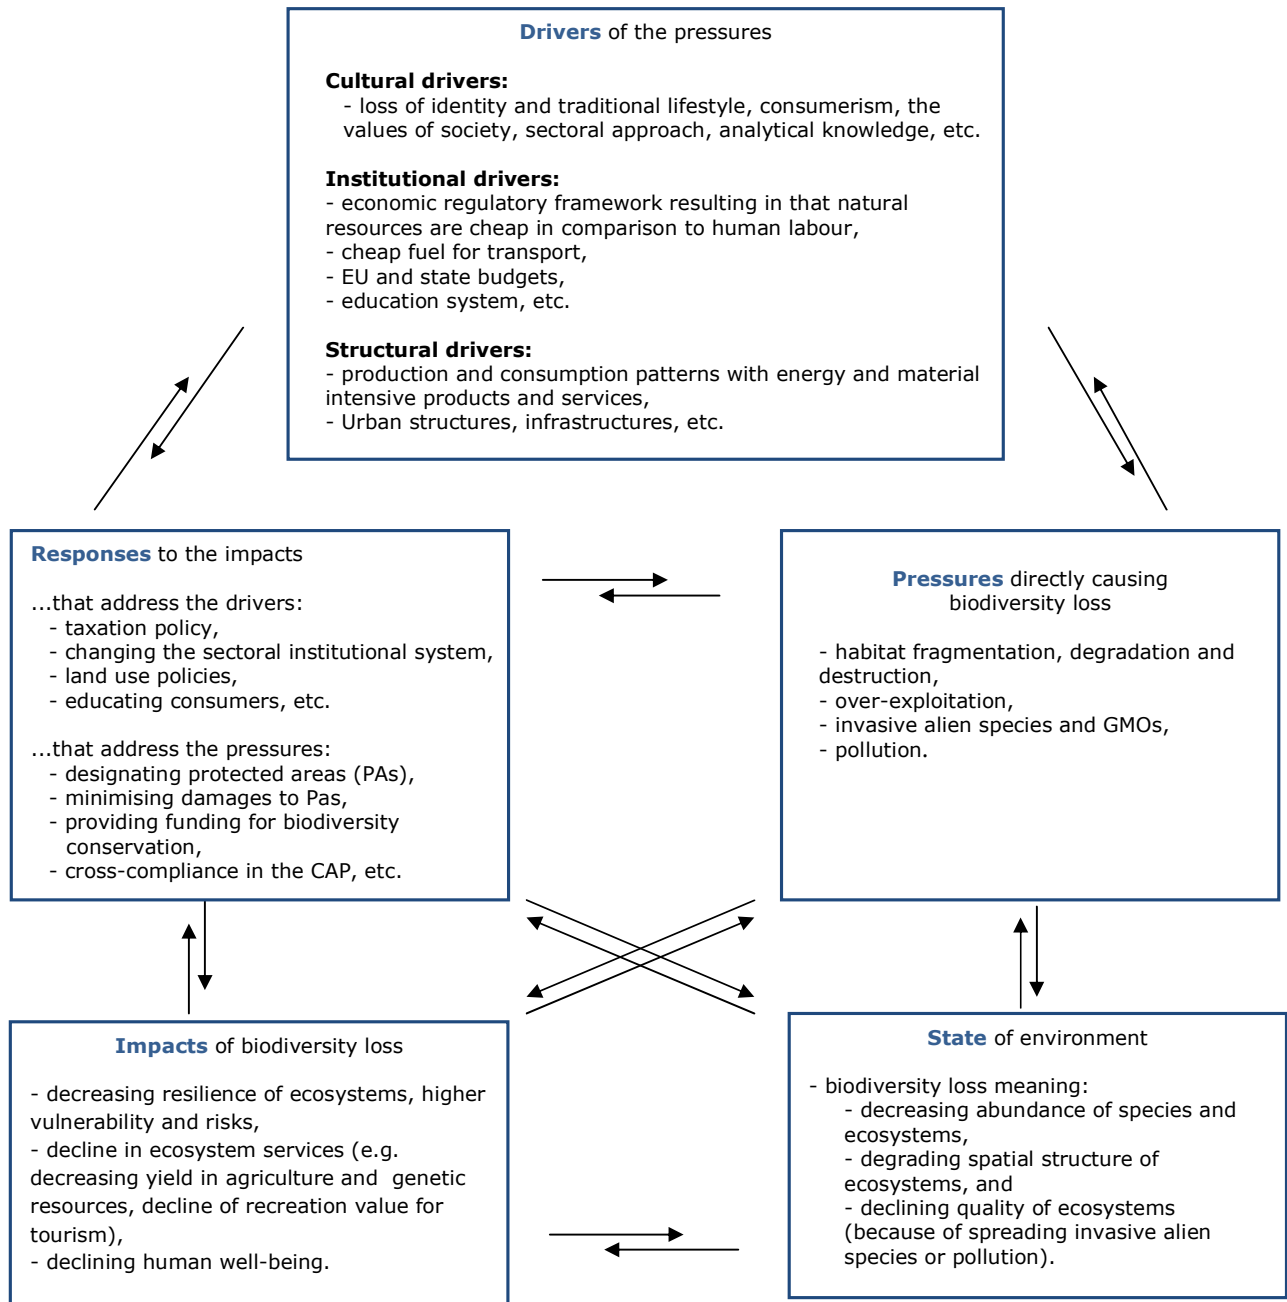 Drivers of the pressures
Cultural drivers:
- loss of identity and traditional lifestyle, consumerism, the
values of society, sectoral approach, analytical knowledge, etc.
Institutional drivers:
- economic regulatory framework resulting in that natural
resources are cheap in comparison to human labour,
- cheap fuel for transport,
- EU and state budgets,
- education system, etc.
Structural drivers:
- production and consumption patterns with energy and material
intensive products and services,
- Urban structures, infrastructures, etc.
Responses to the impacts
...that address the drivers:
- taxation policy,
- changing the sectoral institutional system,
- land use policies,
- educating consumers, etc.
...that address the pressures:
- designating protected areas (PAs),
- minimising damages to Pas,
- providing funding for biodiversity
conservation,
- cross-compliance in the CAP, etc.
Pressures directly causing
biodiversity loss
- habitat fragmentation, degradation and
destruction,
- over-exploitation,
- invasive alien species and GMOs,
- pollution.
Impacts of biodiversity loss
- decreasing resilience of ecosystems, higher
vulnerability and risks,
- decline in ecosystem services (e.g.
decreasing yield in agriculture and genetic
resources, decline of recreation value for
tourism),
- declining human well-being.
State of environment
- biodiversity loss meaning:
- decreasing abundance of species and
ecosystems,
- degrading spatial structure of
ecosystems, and
- declining quality of ecosystems
(because of spreading invasive alien
species or pollution).